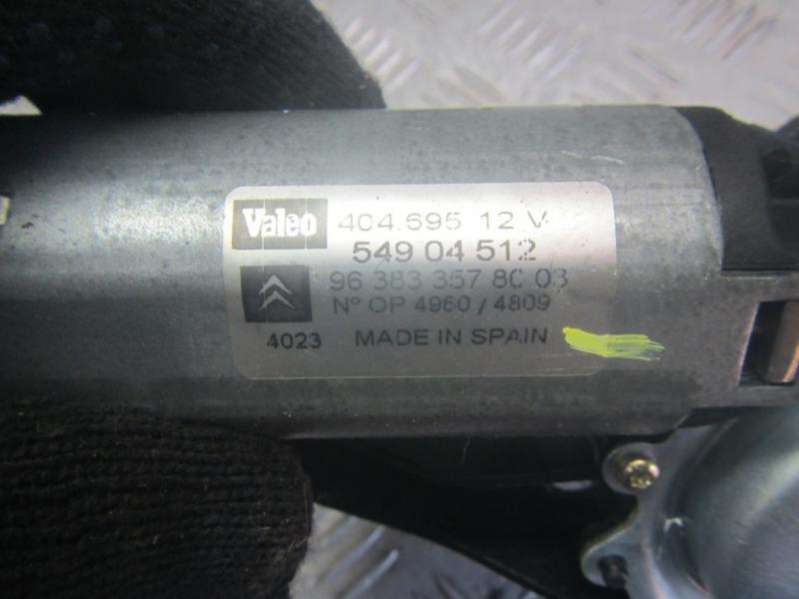 Valeo 404.695 12 V
549 04 512
96 383 357 80 03
Nº OP 4960 / 4809
4023 MADE IN SPAIN